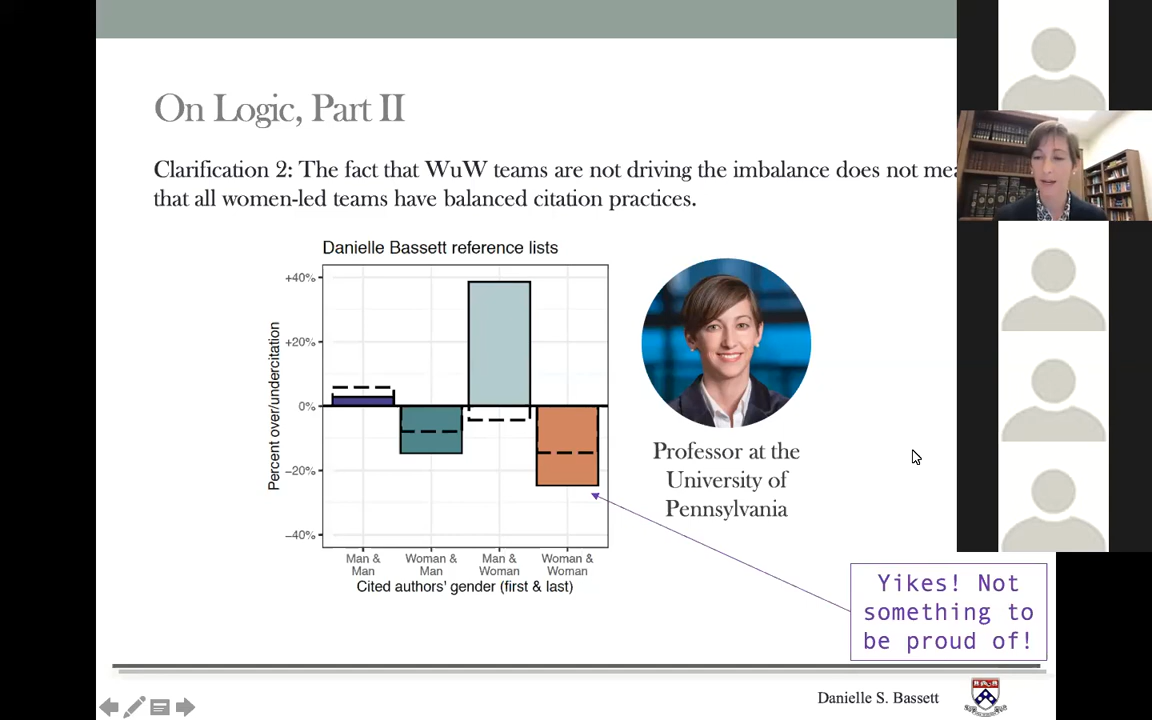 On Logic, Part II
Clarification 2: The fact that WuW teams are not driving the imbalance does not
that all women-led teams have balanced citation practices.
Danielle Bassett reference lists
+40%
+20%
0%
−20%
−40%
Percent over/undercitation
Man & Man
Woman & Man
Man & Woman
Woman & Woman
Cited authors' gender (first & last)
Professor at the
University of
Pennsylvania
Yikes! Not
something to
be proud of!
Danielle S. Bassett